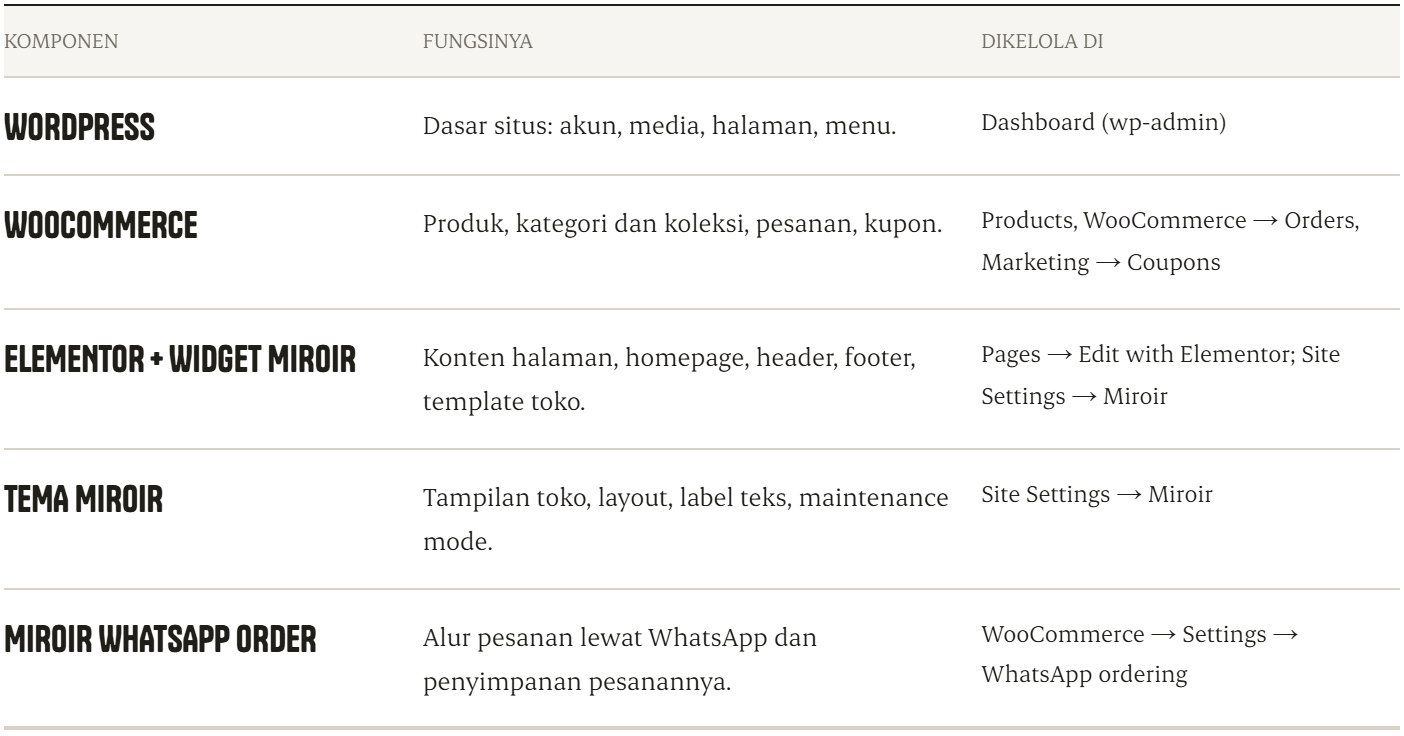 KOMPONEN FUNGSINYA DIKELOLA DI
WORDPRESS Dasar situs: akun, media, halaman, menu. Dashboard (wp-admin)
WOOCOMMERCE Produk, kategori dan koleksi, pesanan, kupon. Products, WooCommerce → Orders,
Marketing → Coupons
ELEMENTOR + WIDGET MIROIR Konten halaman, homepage, header, footer, Pages → Edit with Elementor; Site
template toko. Settings → Miroir
TEMA MIROIR Tampilan toko, layout, label teks, maintenance Site Settings → Miroir
mode.
MIROIR WHATSAPP ORDER Alur pesanan lewat WhatsApp dan WooCommerce → Settings →
penyimpanan pesanannya. WhatsApp ordering